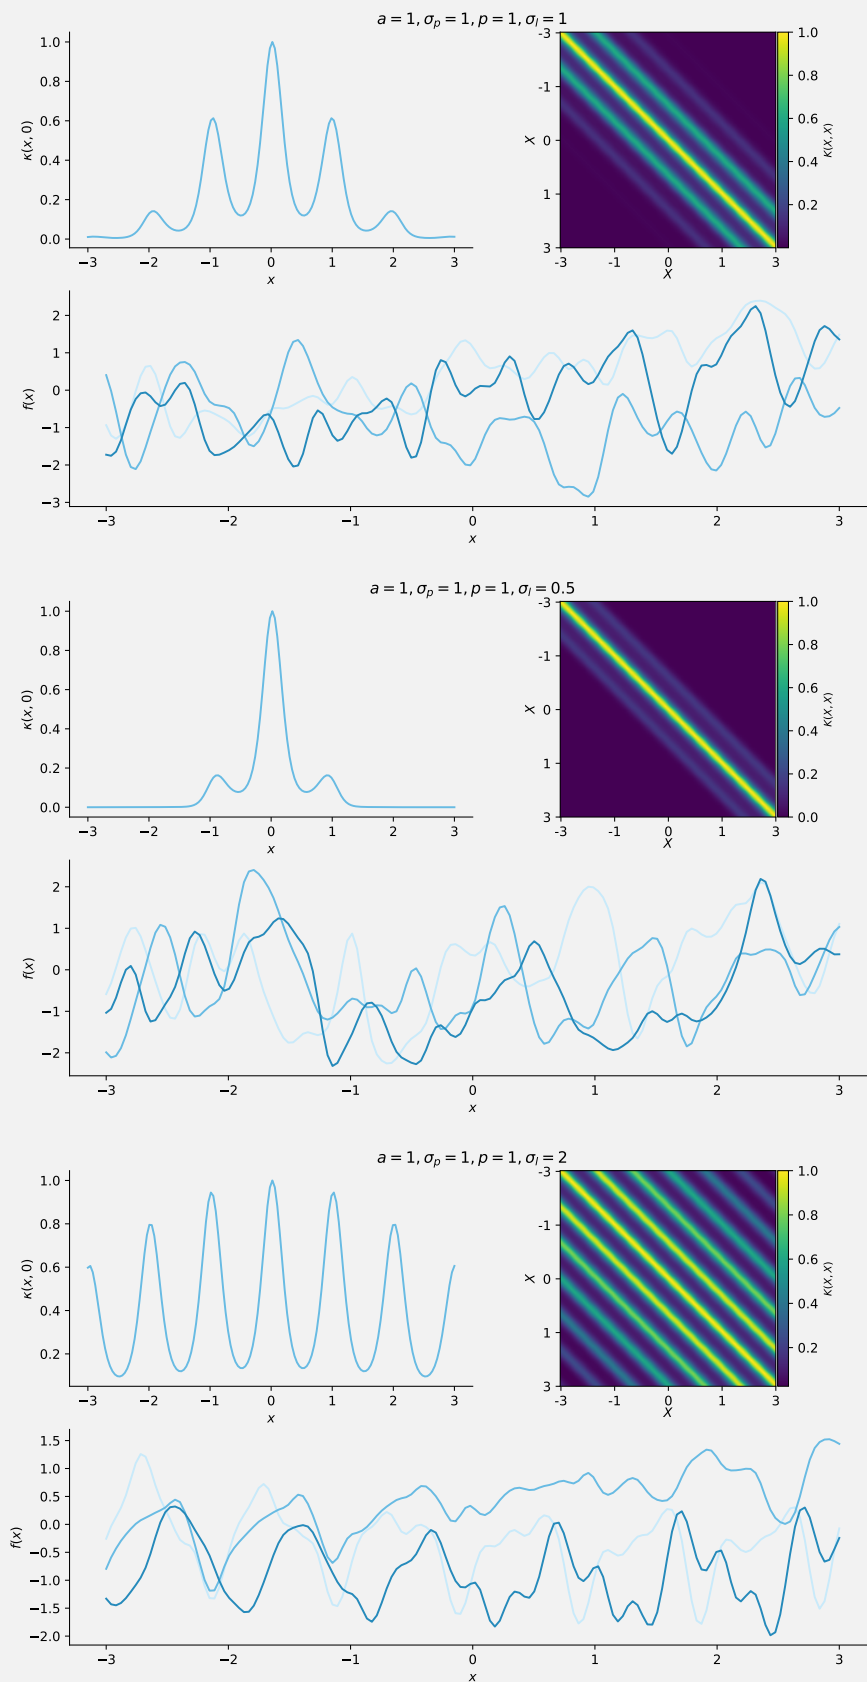 a = 1, σ_p = 1, p = 1, σ_l = 1
1.0
0.8
0.6
0.4
0.2
0.0
κ(x, 0)
−3 −2 −1 0 1 2 3
x
-3
-1
0
1
3
X
-3 -1 0 1 3
X
1.0
0.8
0.6
0.4
0.2
κ(X, X)
2
1
0
−1
−2
−3
f(x)
−3 −2 −1 0 1 2 3
x
a = 1, σ_p = 1, p = 1, σ_l = 0.5
1.0
0.8
0.6
0.4
0.2
0.0
κ(x, 0)
−3 −2 −1 0 1 2 3
x
-3
-1
0
1
3
X
-3 -1 0 1 3
X
1.0
0.8
0.6
0.4
0.2
0.0
κ(X, X)
2
1
0
−1
−2
f(x)
−3 −2 −1 0 1 2 3
x
a = 1, σ_p = 1, p = 1, σ_l = 2
1.0
0.8
0.6
0.4
0.2
κ(x, 0)
−3 −2 −1 0 1 2 3
x
-3
-1
0
1
3
X
-3 -1 0 1 3
X
1.0
0.8
0.6
0.4
0.2
κ(X, X)
1.5
1.0
0.5
0.0
−0.5
−1.0
−1.5
−2.0
f(x)
−3 −2 −1 0 1 2 3
x